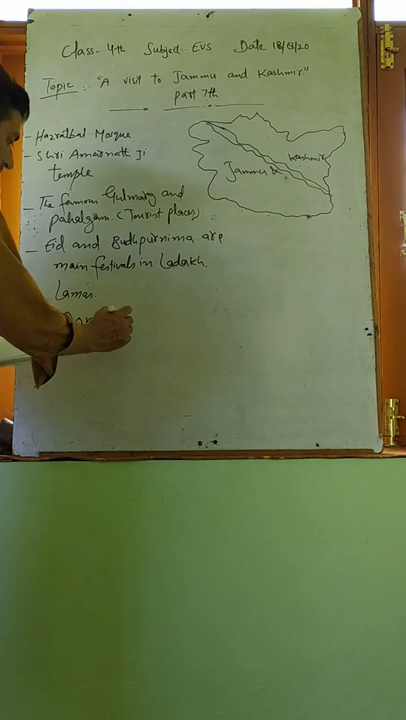 Class- 4th Subject:- EVS Date 18/8/20
Topic:- "A visit to Jammu and Kashmir"
Part 7th
- Hazratbal Mosque
- Shri Amarnath Ji
temple
- The famous Gulmarg and
pahalgam. (Tourist places)
- Eid and Budhpurnima are
main festivals in Ladakh.
Lamas.
Jammu &
Kashmir